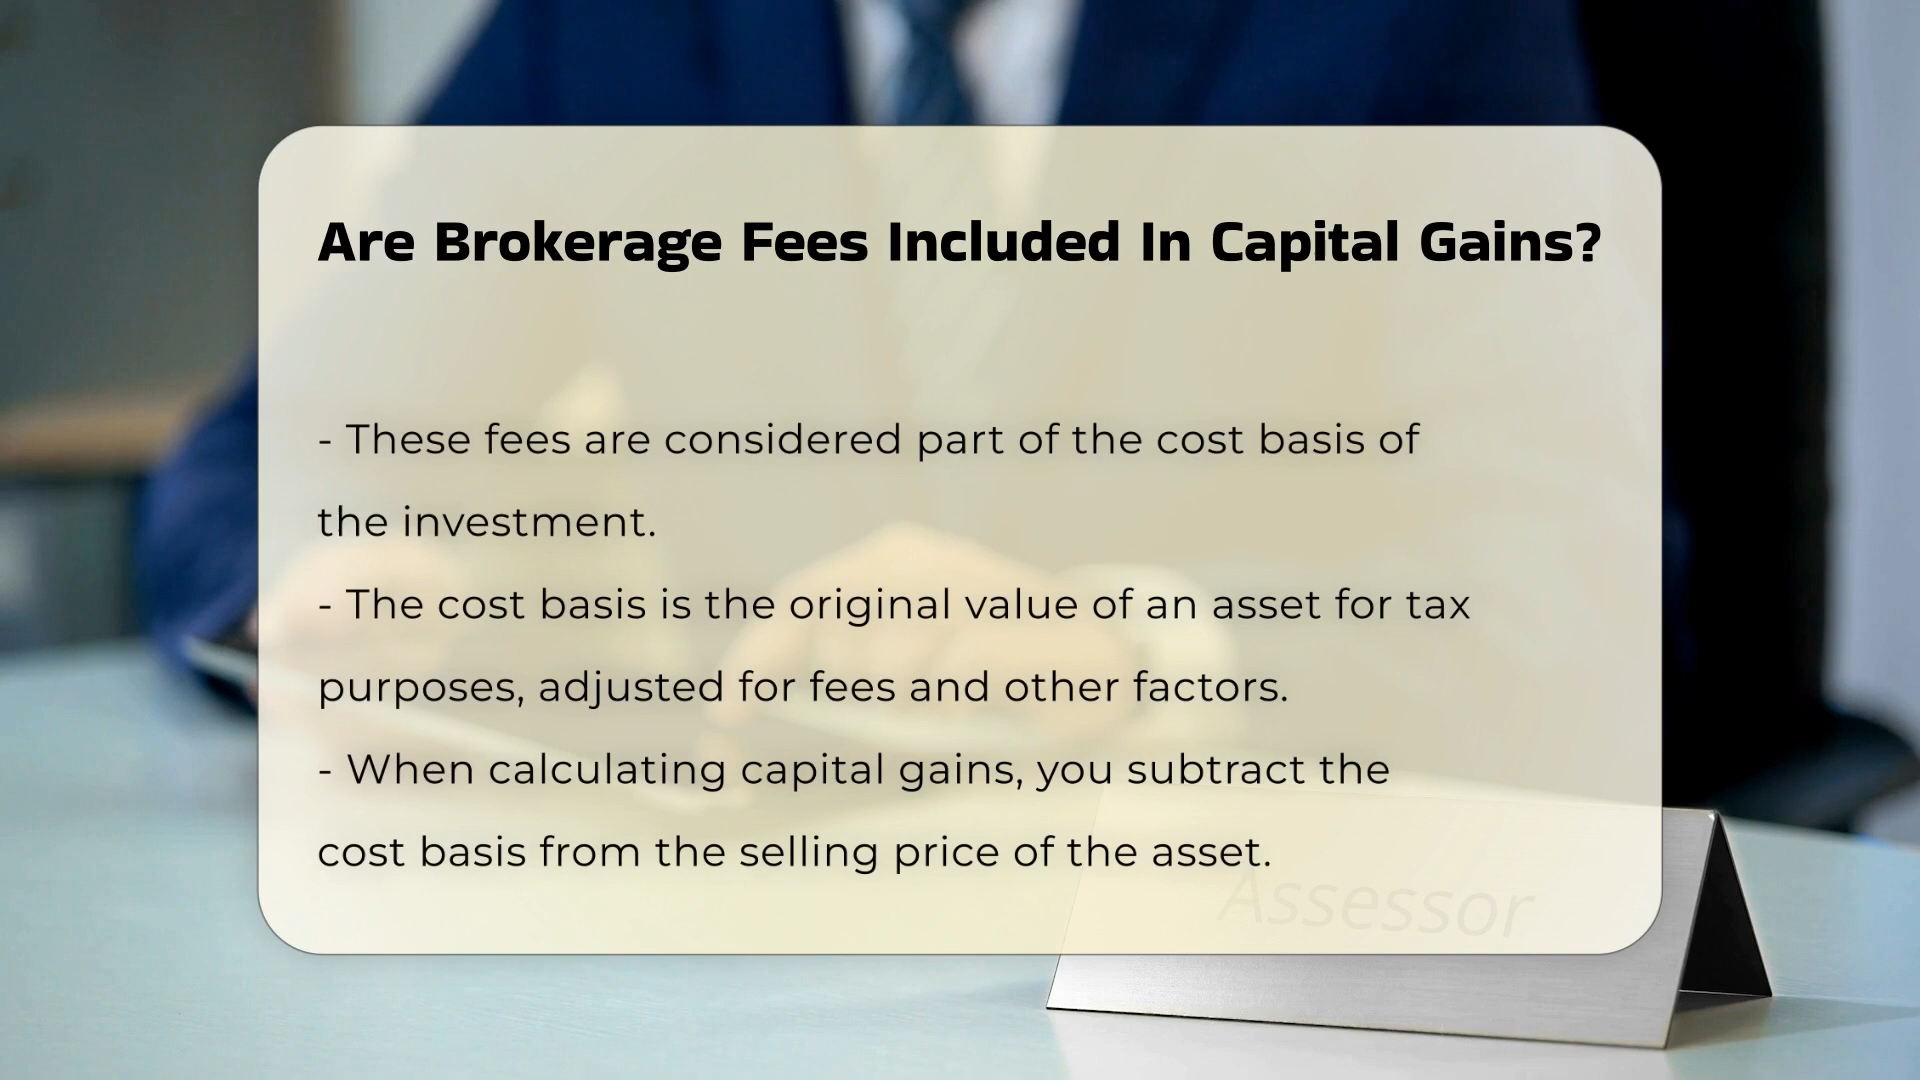 Are Brokerage Fees Included In Capital Gains?
- These fees are considered part of the cost basis of
the investment.
- The cost basis is the original value of an asset for tax
purposes, adjusted for fees and other factors.
- When calculating capital gains, you subtract the
cost basis from the selling price of the asset.
Assessor